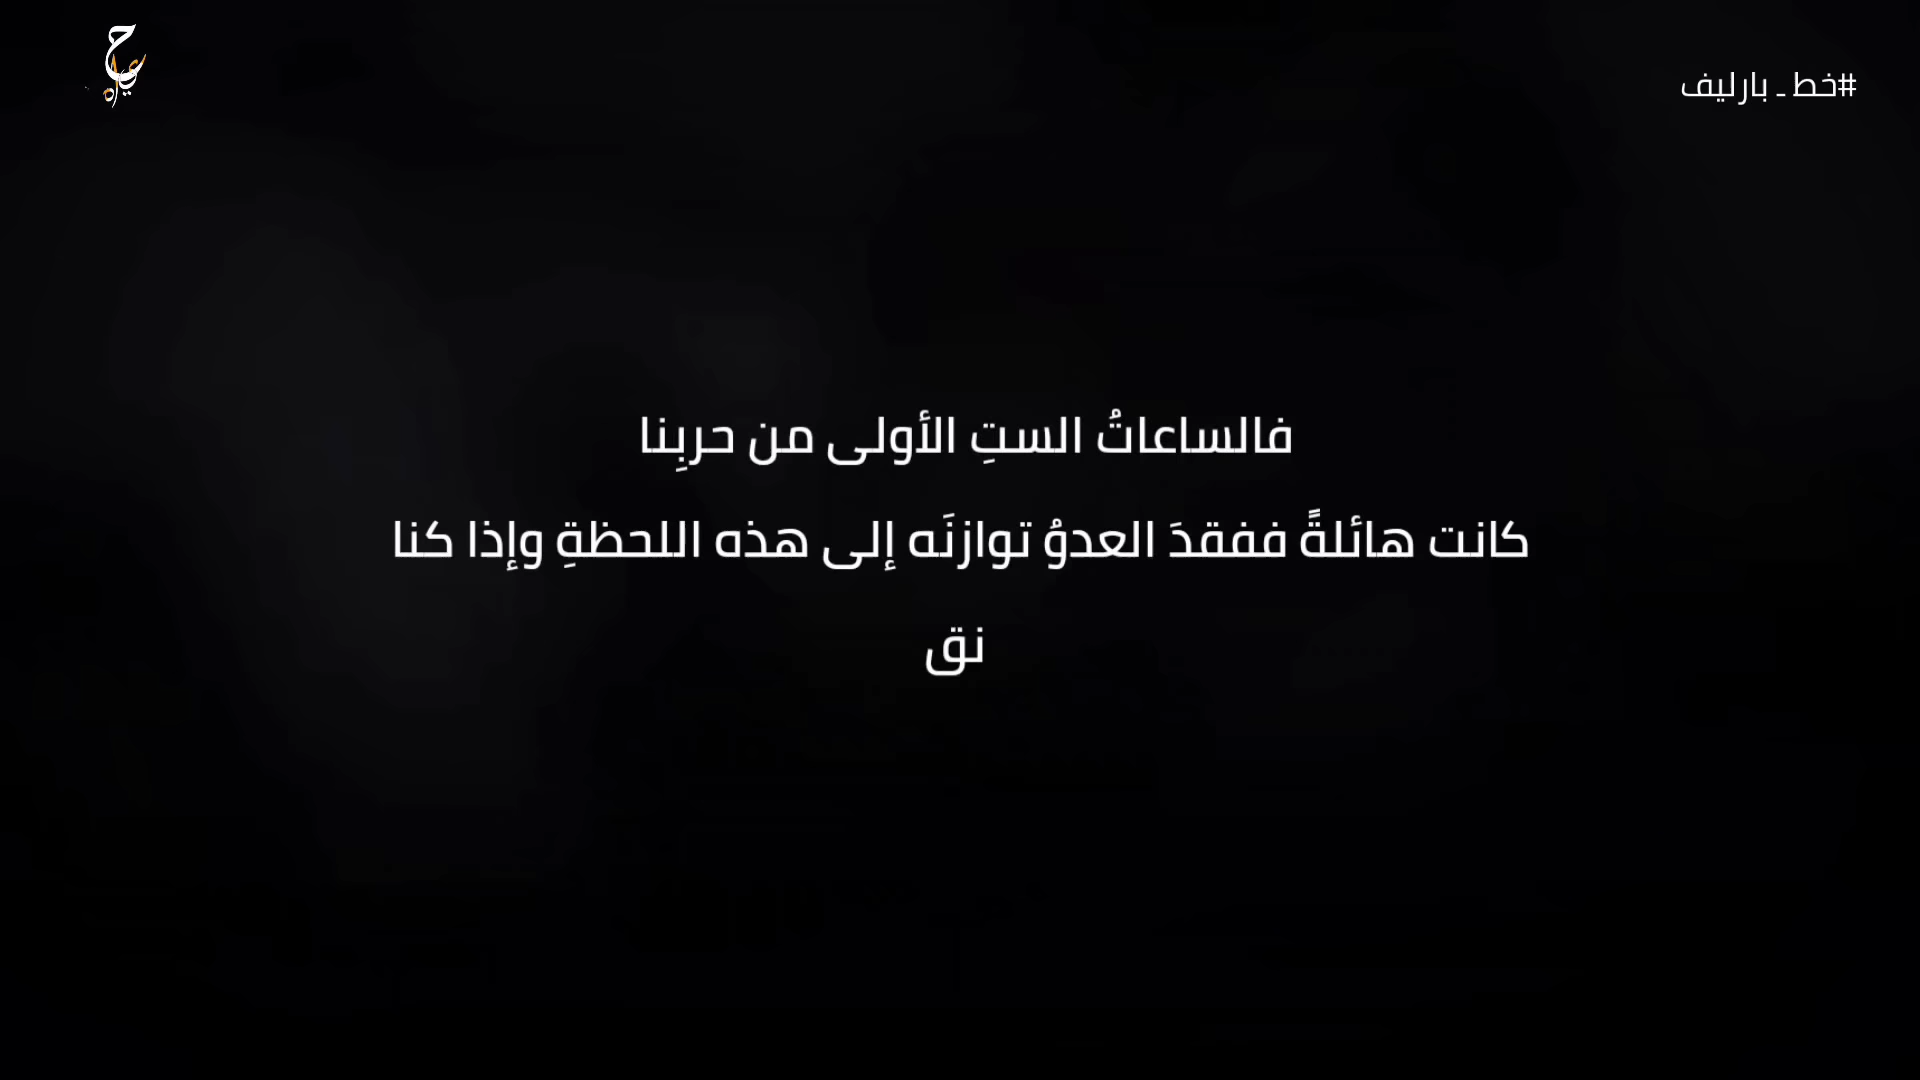 #خط - بارليف
فالساعاتُ الستِ الأولى من حربِنا
كانت هائلةً ففقدَ العدوُ توازنَه إلى هذه اللحظةِ وإذا كنا
نق